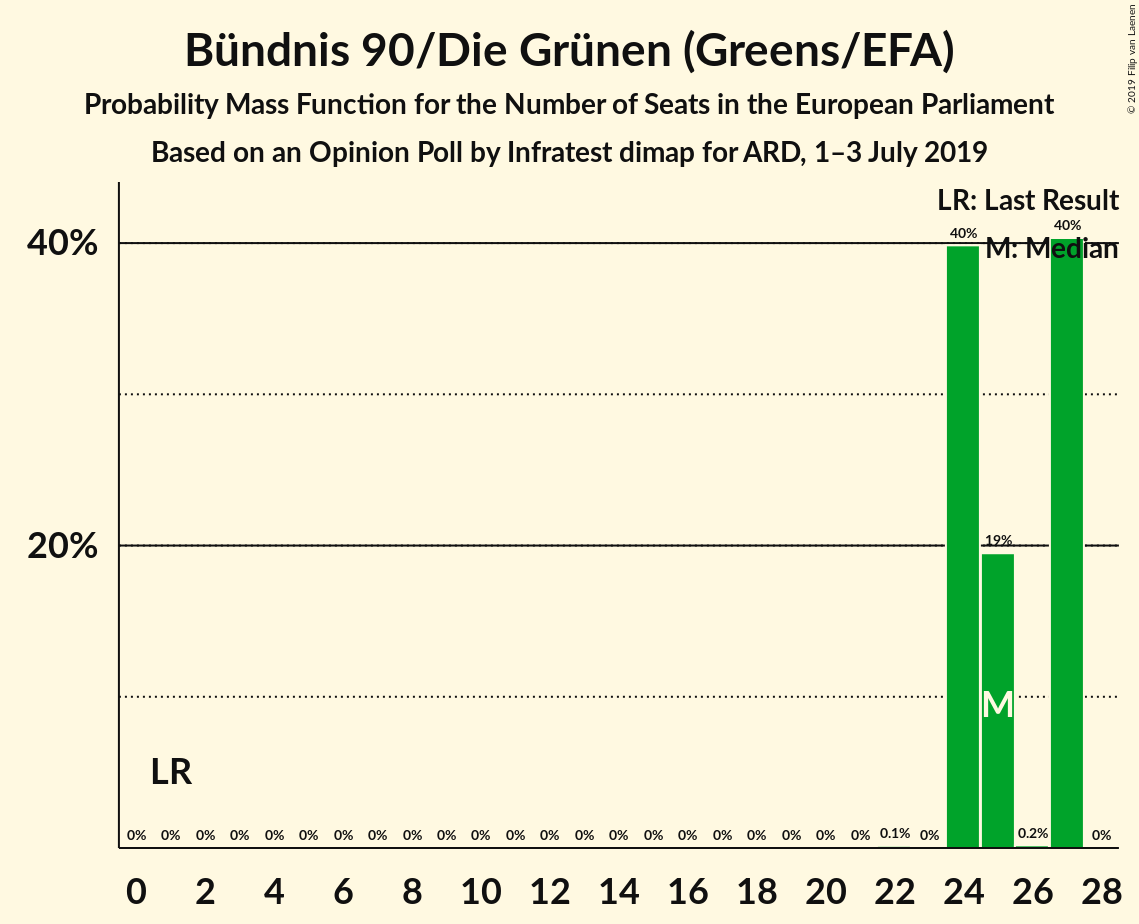 Bündnis 90/Die Grünen (Greens/EFA)
Probability Mass Function for the Number of Seats in the European Parliament
Based on an Opinion Poll by Infratest dimap for ARD, 1–3 July 2019
© 2019 Filip van Laenen
LR: Last Result
M: Median
40%
20%
40% 40%
19%
M
LR
0% 0% 0% 0% 0% 0% 0% 0% 0% 0% 0% 0% 0% 0% 0% 0% 0% 0% 0% 0% 0% 0% 0.1% 0% 0.2% 0%
0 2 4 6 8 10 12 14 16 18 20 22 24 26 28